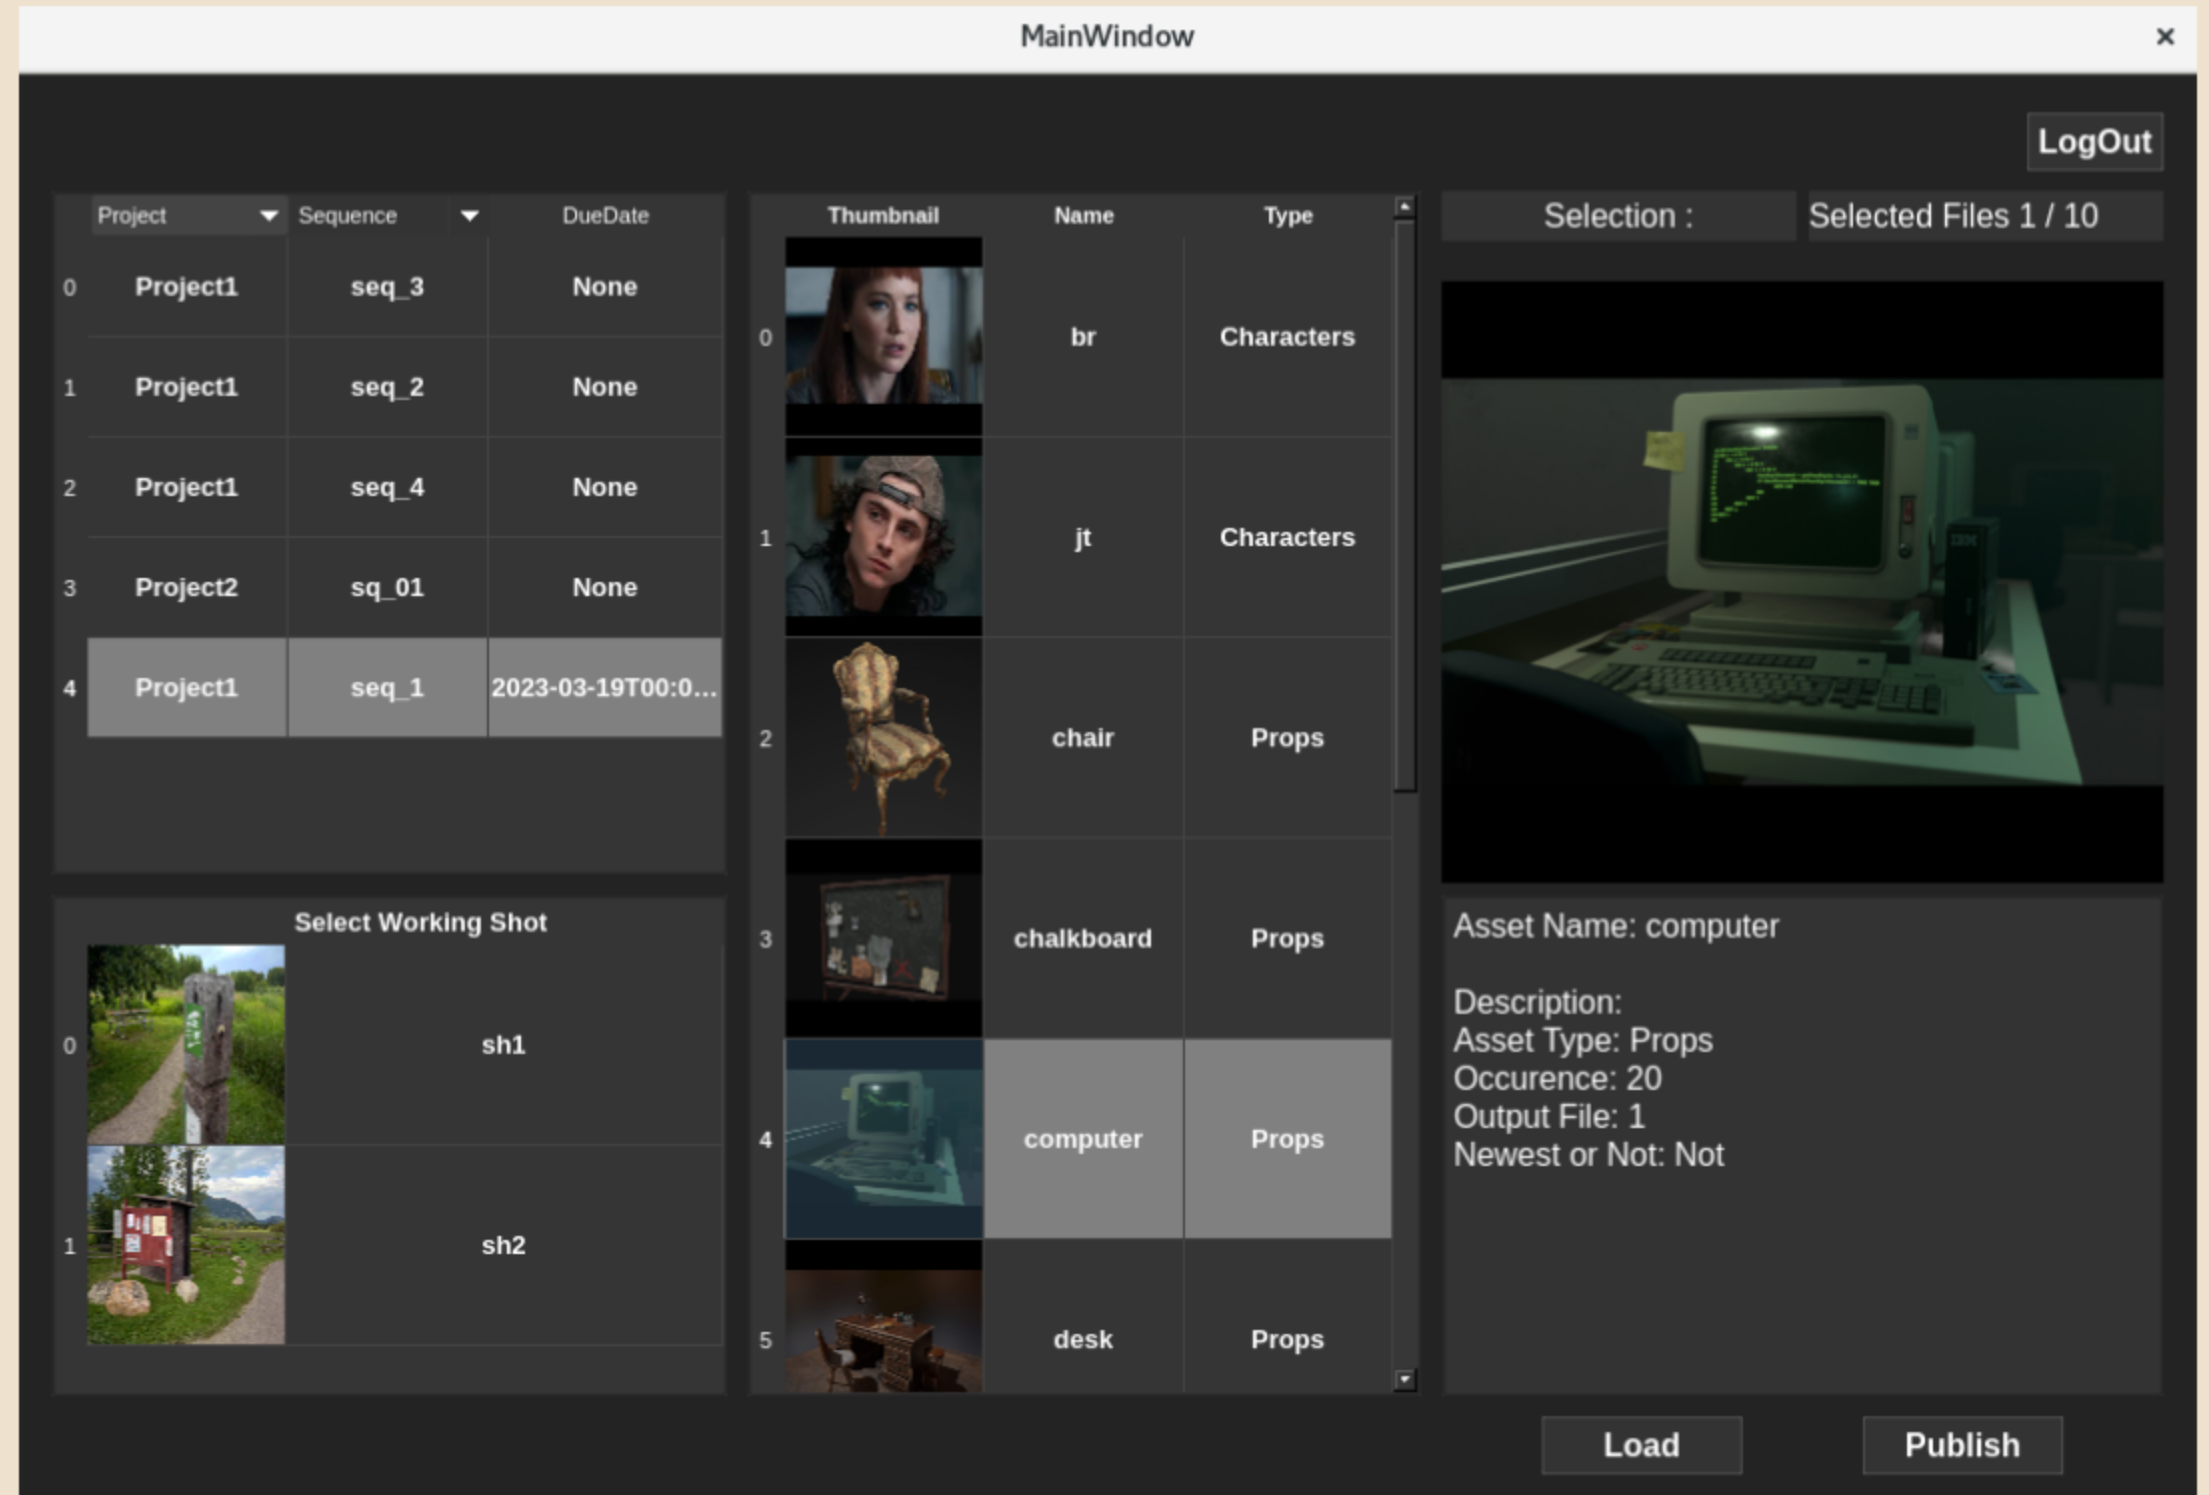 MainWindow ×
LogOut
Project Sequence DueDate
0 Project1 seq_3 None
1 Project1 seq_2 None
2 Project1 seq_4 None
3 Project2 sq_01 None
4 Project1 seq_1 2023-03-19T00:0...
Select Working Shot
0 sh1
1 sh2
Thumbnail Name Type
0 br Characters
1 jt Characters
2 chair Props
3 chalkboard Props
4 computer Props
5 desk Props
Selection : Selected Files 1 / 10
IBM
Asset Name: computer
Description:
Asset Type: Props
Occurence: 20
Output File: 1
Newest or Not: Not
Load Publish